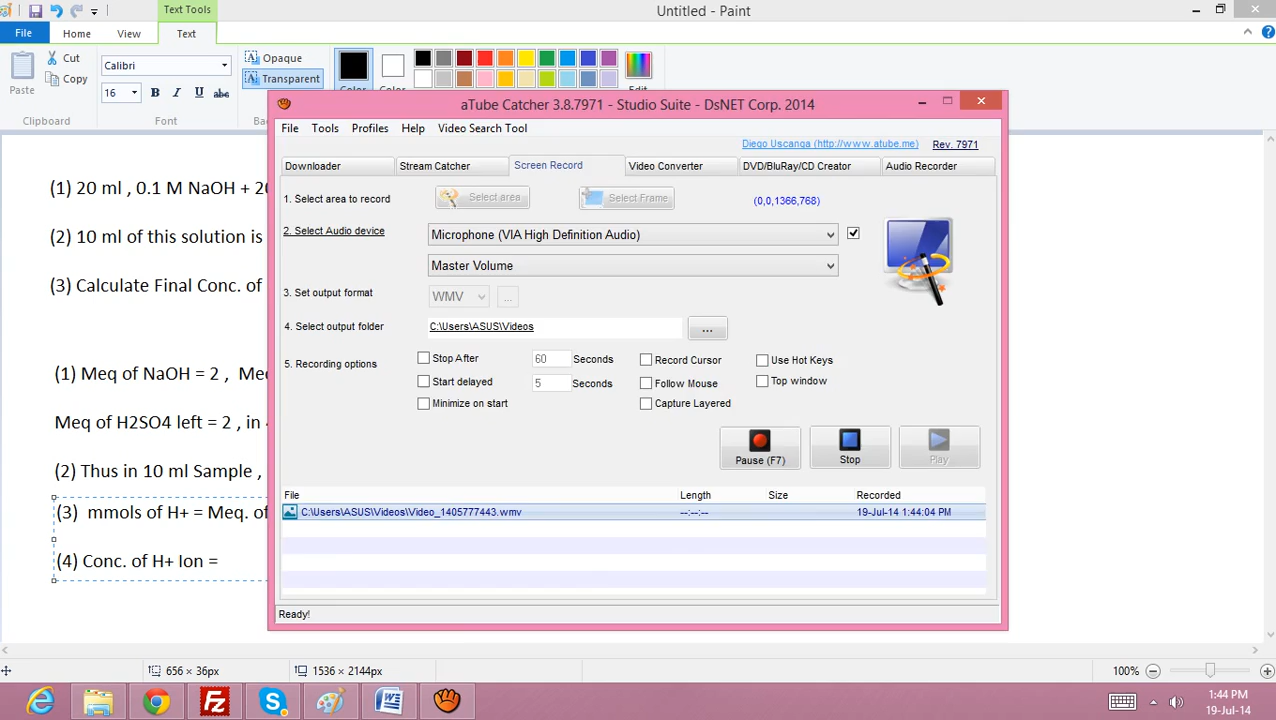 Text Tools
Untitled - Paint
File
Home
View
Text
Paste
Cut
Copy
Clipboard
Calibri
16
B I U abc
Font
Opaque
Transparent
Color
Color
Edit
aTube Catcher 3.8.7971 - Studio Suite - DsNET Corp. 2014
File Tools Profiles Help Video Search Tool
Diego Uscanga (http://www.atube.me) Rev. 7971
Downloader
Stream Catcher
Screen Record
Video Converter
DVD/BluRay/CD Creator
Audio Recorder
1. Select area to record
Select area
Select Frame
(0,0,1366,768)
2. Select Audio device
Microphone (VIA High Definition Audio)
Master Volume
3. Set output format
WMV
...
4. Select output folder
C:\Users\ASUS\Videos
...
5. Recording options
Stop After 60 Seconds
Start delayed 5 Seconds
Minimize on start
Record Cursor
Follow Mouse
Capture Layered
Use Hot Keys
Top window
Pause (F7)
Stop
Play
File Length Size Recorded
C:\Users\ASUS\Videos\Video_1405777443.wmv --:--:-- 19-Jul-14 1:44:04 PM
Ready!
(1) 20 ml , 0.1 M NaOH + 20
(2) 10 ml of this solution is
(3) Calculate Final Conc. of
(1) Meq of NaOH = 2 , Meq
Meq of H2SO4 left = 2 , in
(2) Thus in 10 ml Sample ,
(3) mmols of H+ = Meq. of
(4) Conc. of H+ Ion =
656 × 36px
1536 × 2144px
100%
1:44 PM
19-Jul-14